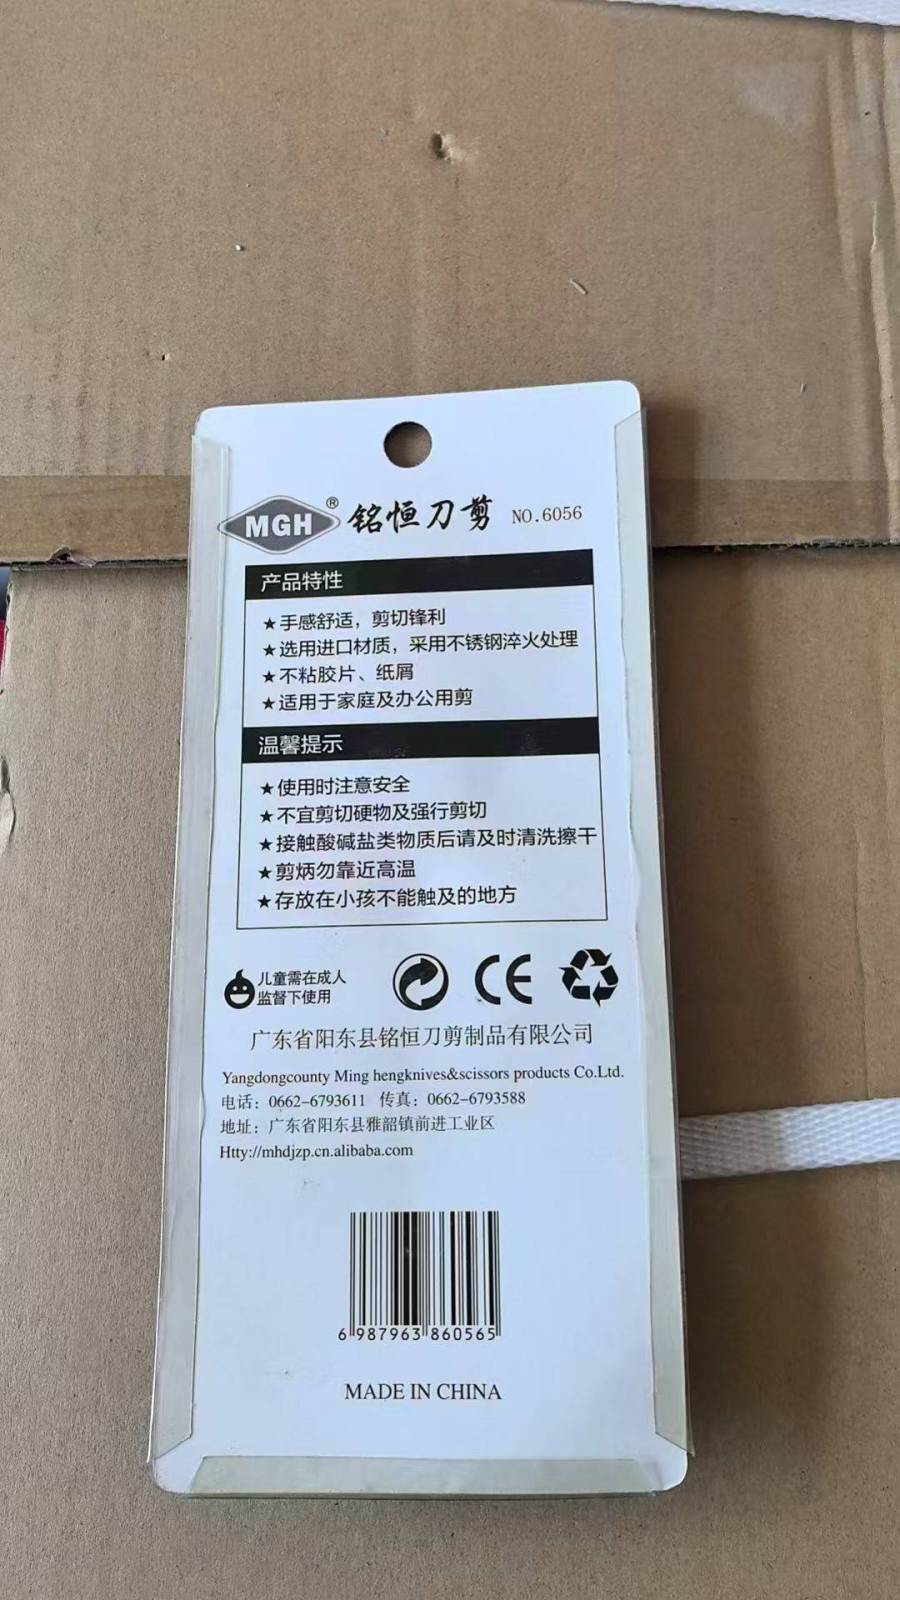 MGH® 铭恒刀剪 NO.6056
产品特性
★手感舒适，剪切锋利
★选用进口材质，采用不锈钢淬火处理
★不粘胶片、纸屑
★适用于家庭及办公用剪
温馨提示
★使用时注意安全
★不宜剪切硬物及强行剪切
★接触酸碱盐类物质后请及时清洗擦干
★剪炳勿靠近高温
★存放在小孩不能触及的地方
儿童需在成人
监督下使用
CE
广东省阳东县铭恒刀剪制品有限公司
Yangdongcounty Ming hengknives&scissors products Co.Ltd.
电话：0662-6793611 传真：0662-6793588
地址：广东省阳东县雅韶镇前进工业区
Htty://mhdjzp.cn.alibaba.com
6 987963 860565
MADE IN CHINA